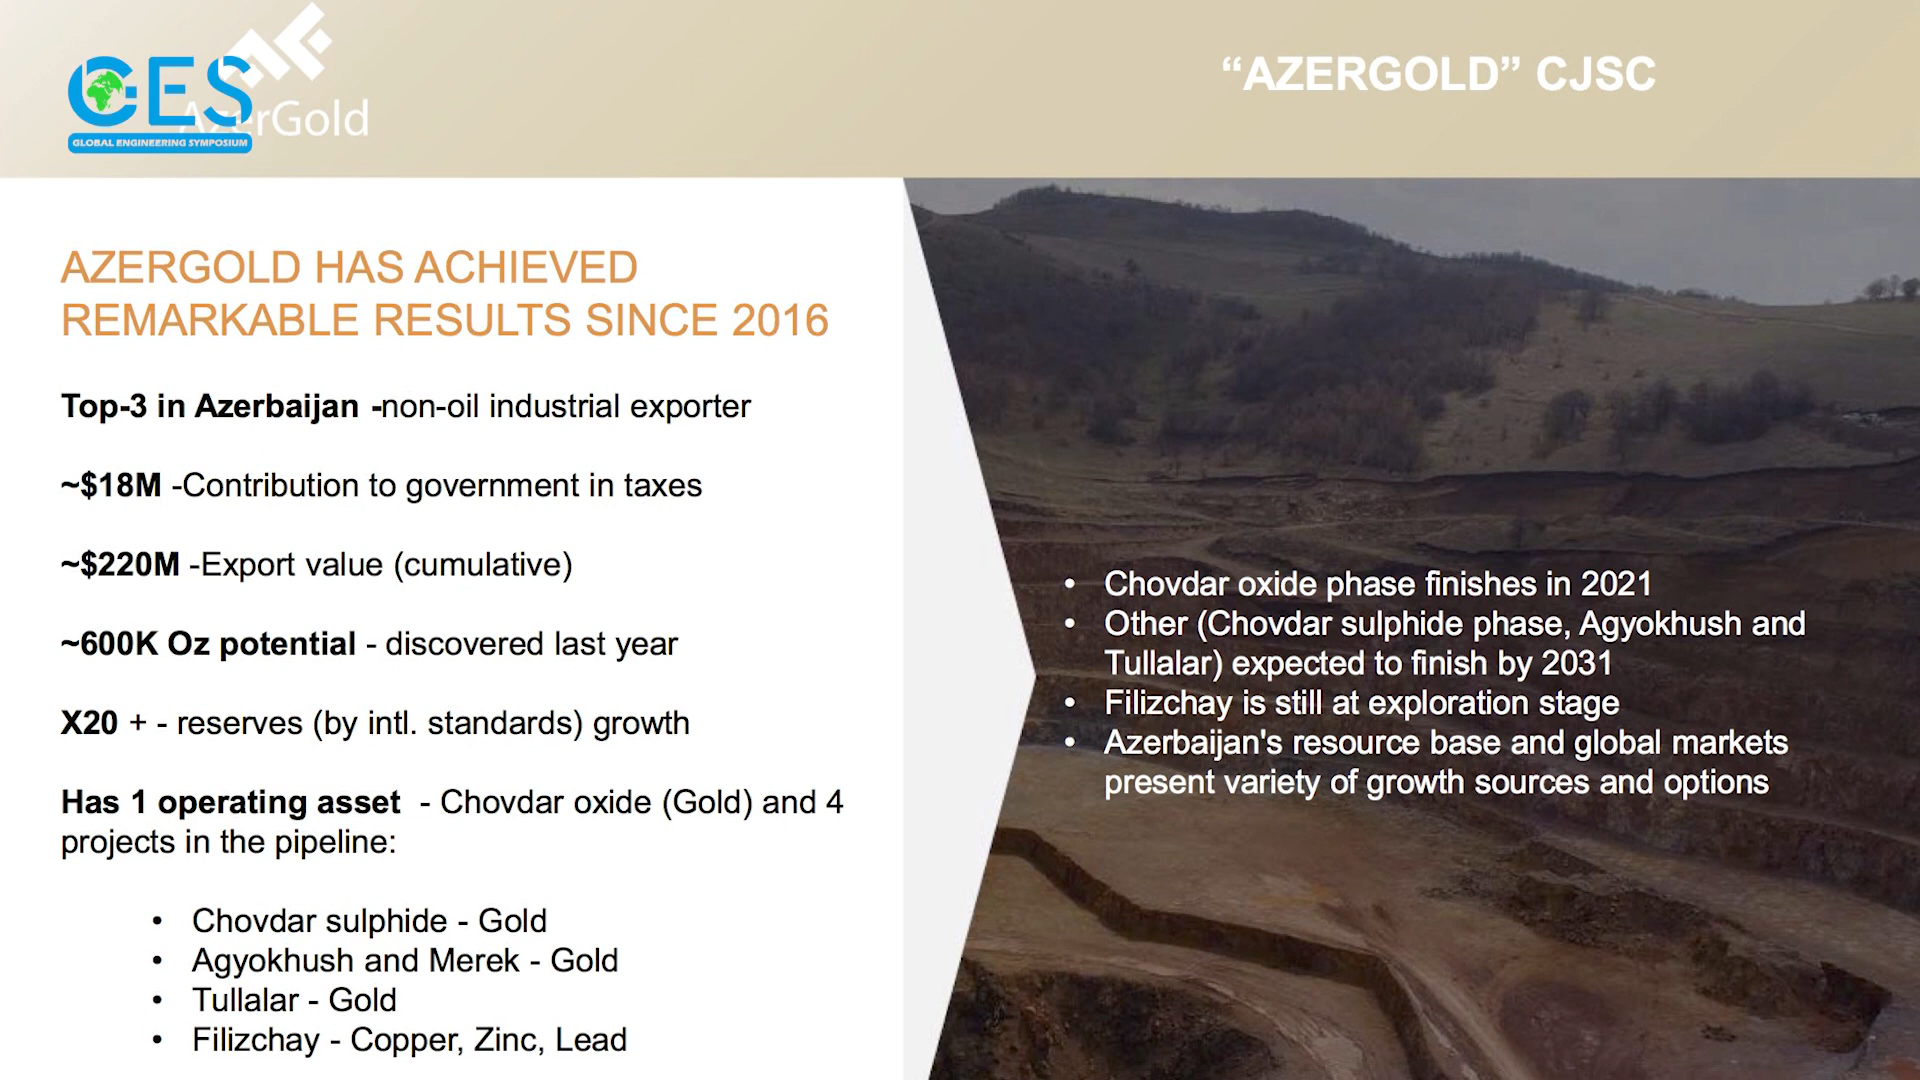 GES
GLOBAL ENGINEERING SYMPOSIUM
AzerGold
“AZERGOLD” CJSC
AZERGOLD HAS ACHIEVED
REMARKABLE RESULTS SINCE 2016
Top-3 in Azerbaijan -non-oil industrial exporter
~$18M -Contribution to government in taxes
~$220M -Export value (cumulative)
~600K Oz potential - discovered last year
X20 + - reserves (by intl. standards) growth
Has 1 operating asset - Chovdar oxide (Gold) and 4
projects in the pipeline:
• Chovdar sulphide - Gold
• Agyokhush and Merek - Gold
• Tullalar - Gold
• Filizchay - Copper, Zinc, Lead
• Chovdar oxide phase finishes in 2021
• Other (Chovdar sulphide phase, Agyokhush and
Tullalar) expected to finish by 2031
• Filizchay is still at exploration stage
• Azerbaijan's resource base and global markets
present variety of growth sources and options